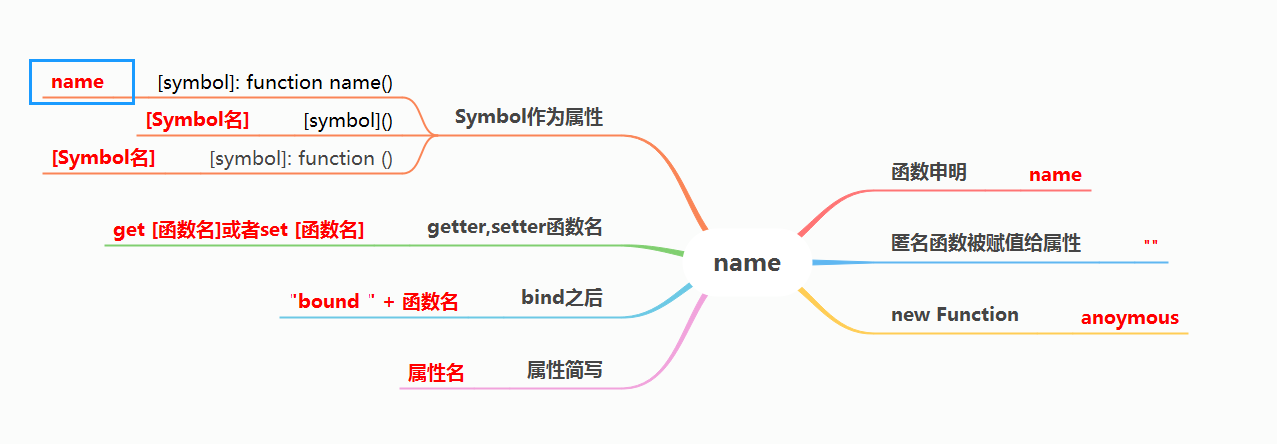 name [symbol]: function name()
[Symbol名] [symbol]()
[Symbol名] [symbol]: function ()
Symbol作为属性
get [函数名]或者set [函数名] getter,setter函数名
"bound " + 函数名 bind之后
属性名 属性简写
name
函数申明 name
匿名函数被赋值给属性 ""
new Function anoymous